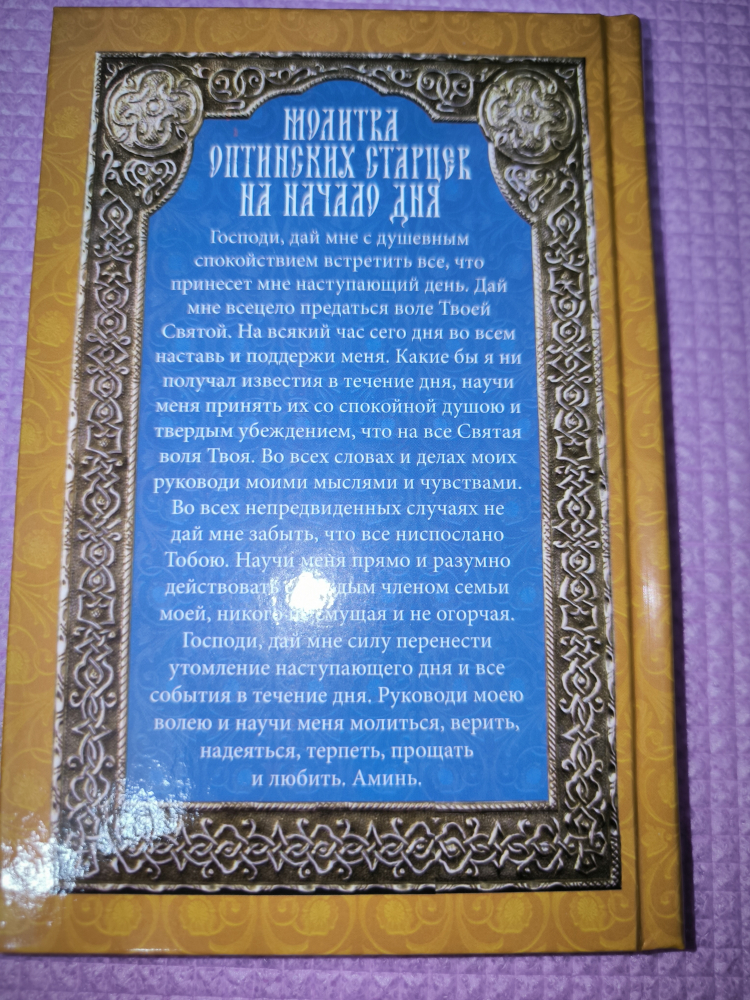 МОЛИТВА
ОПТИНСКИХ СТАРЦЕВ
НА НАЧАЛО ДНЯ
Господи, дай мне с душевным
спокойствием встретить все, что
принесет мне наступающий день. Дай
мне всецело предаться воле Твоей
Святой. На всякий час сего дня во всем
наставь и поддержи меня. Какие бы я ни
получал известия в течение дня, научи
меня принять их со спокойной душою и
твердым убеждением, что на все Святая
воля Твоя. Во всех словах и делах моих
руководи моими мыслями и чувствами.
Во всех непредвиденных случаях не
дай мне забыть, что все ниспослано
Тобою. Научи меня прямо и разумно
действовать членом семьи
моей, никого и не огорчая.
Господи, дай мне силу перенести
утомление наступающего дня и все
события в течение дня. Руководи моею
волею и научи меня молиться, верить,
надеяться, терпеть, прощать
и любить. Аминь.